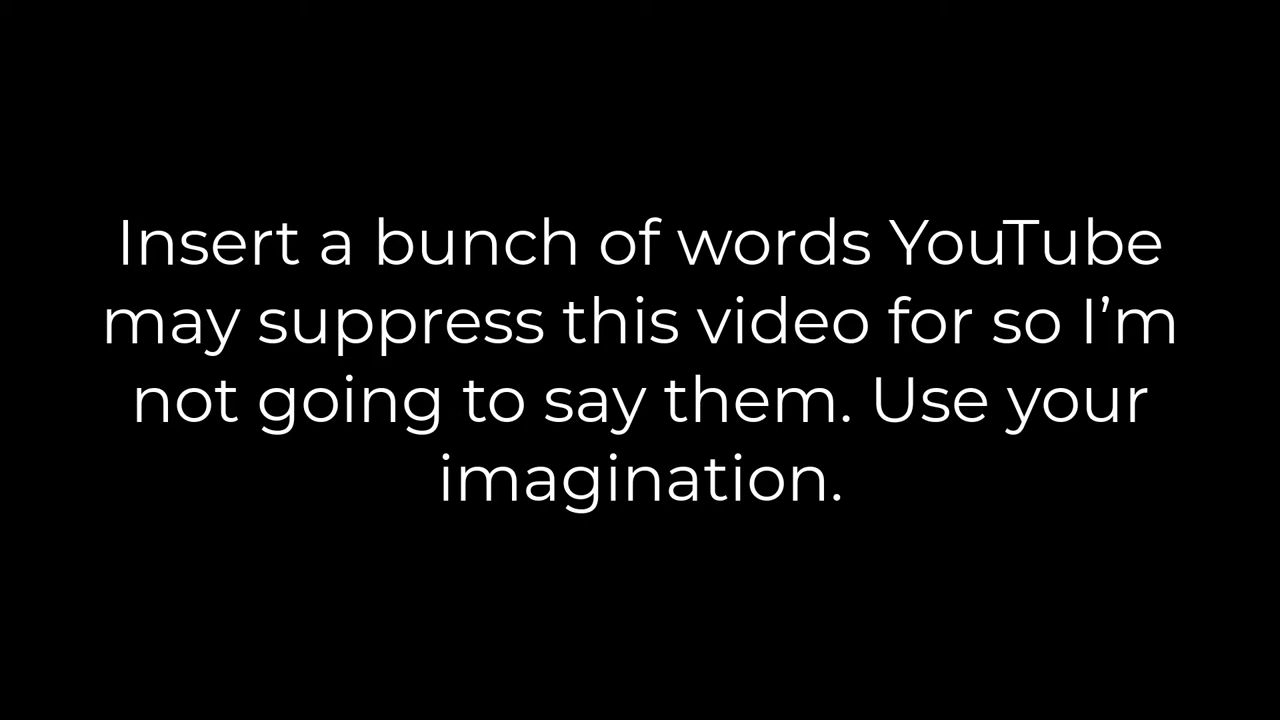 Insert a bunch of words YouTube
may suppress this video for so I’m
not going to say them. Use your
imagination.